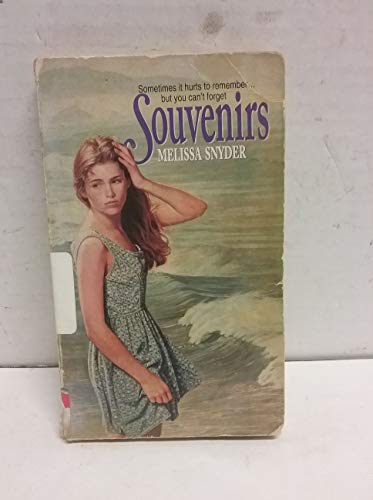 Sometimes it hurts to remember...
but you can't forget
Souvenirs
MELISSA SNYDER